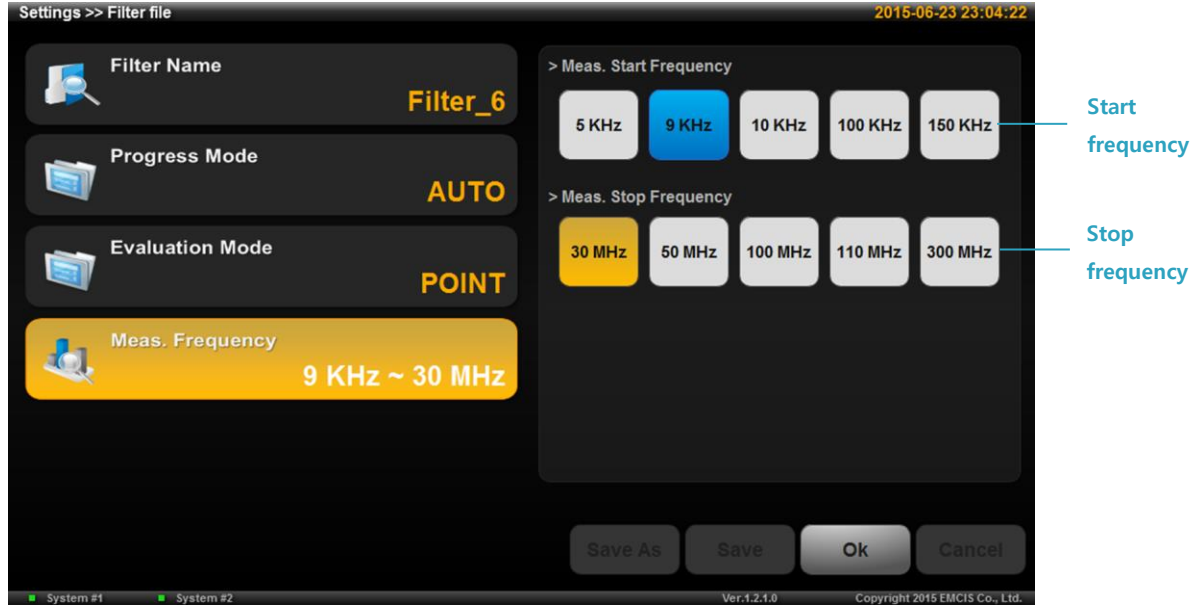 Settings >> Filter file
2015-06-23 23:04:22
Filter Name
Filter_6
Progress Mode
AUTO
Evaluation Mode
POINT
Meas. Frequency
9 KHz ~ 30 MHz
> Meas. Start Frequency
5 KHz 9 KHz 10 KHz 100 KHz 150 KHz
Start
frequency
> Meas. Stop Frequency
30 MHz 50 MHz 100 MHz 110 MHz 300 MHz
Stop
frequency
Save As Save Ok Cancel
System #1 System #2 Ver.1.2.1.0 Copyright 2015 EMCIS Co., Ltd.